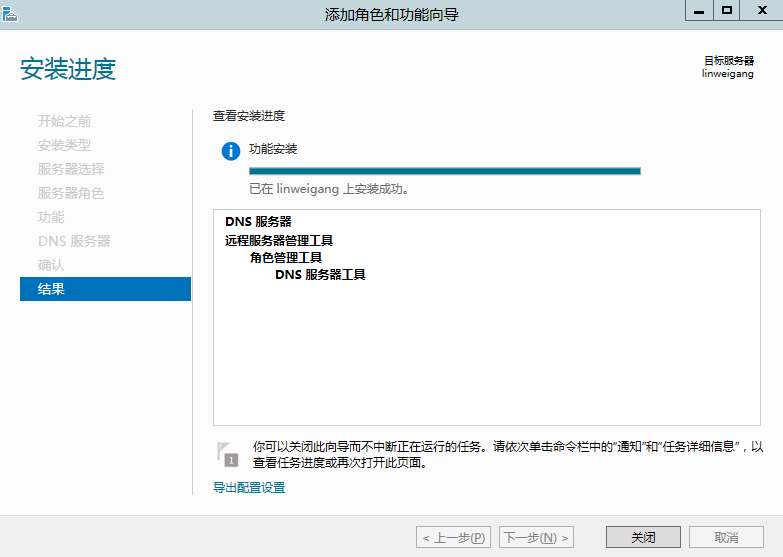 添加角色和功能向导
安装进度
目标服务器
linweigang
开始之前
安装类型
服务器选择
服务器角色
功能
DNS 服务器
确认
结果
查看安装进度
功能安装
已在 linweigang 上安装成功。
DNS 服务器
远程服务器管理工具
角色管理工具
DNS 服务器工具
1
你可以关闭此向导而不中断正在运行的任务。请依次单击命令栏中的"通知"和"任务详细信息"，以
查看任务进度或再次打开此页面。
导出配置设置
< 上一步(P)
下一步(N) >
关闭
取消